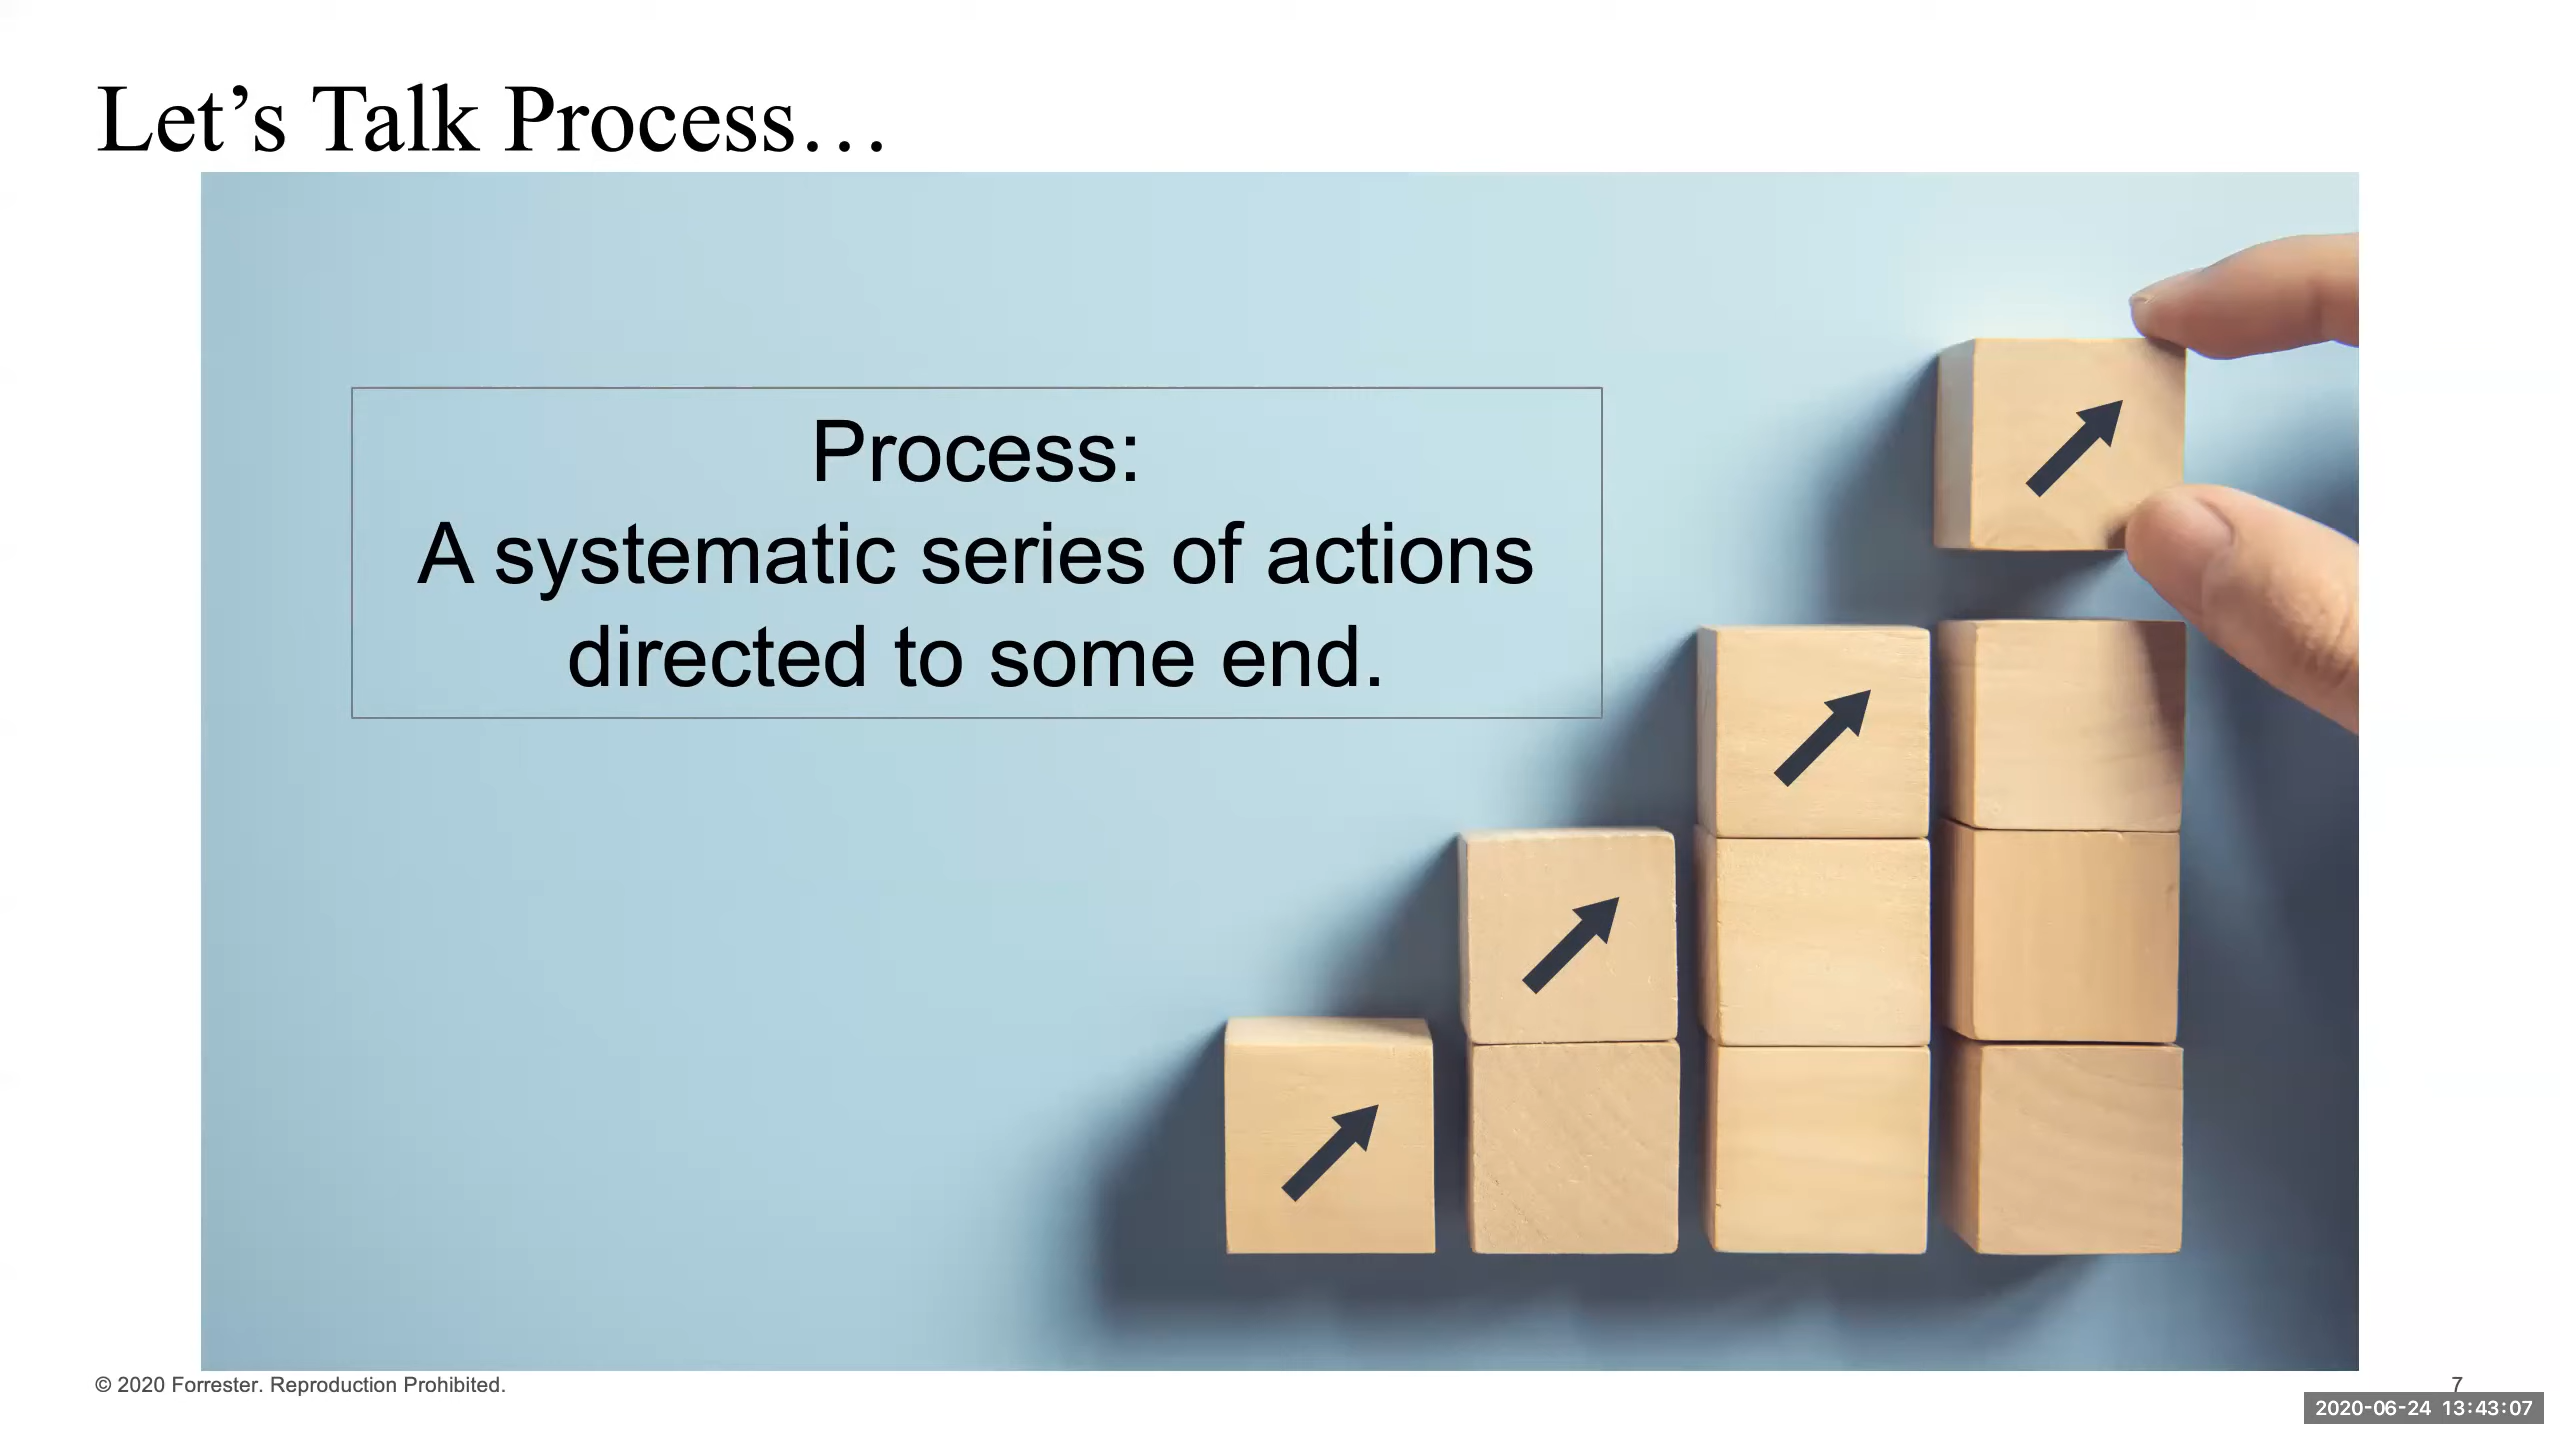 Let’s Talk Process…
Process:
A systematic series of actions
directed to some end.
© 2020 Forrester. Reproduction Prohibited.
7
2020-06-24 13:43:07